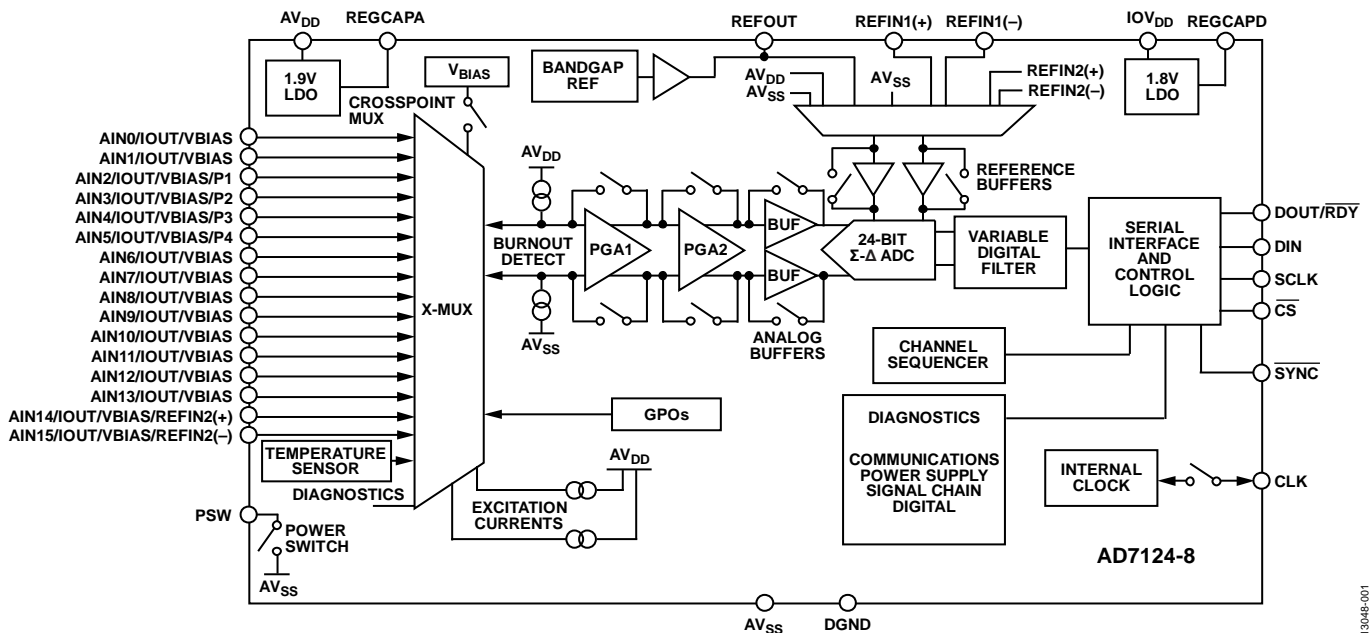 AVDD
REGCAPA
REFOUT
REFIN1(+)
REFIN1(−)
IOVDD
REGCAPD
1.9V
LDO
VBIAS
BANDGAP
REF
AVDD
AVSS
AVSS
REFIN2(+)
REFIN2(−)
1.8V
LDO
CROSSPOINT
MUX
AIN0/IOUT/VBIAS
AIN1/IOUT/VBIAS
AIN2/IOUT/VBIAS/P1
AIN3/IOUT/VBIAS/P2
AIN4/IOUT/VBIAS/P3
AIN5/IOUT/VBIAS/P4
AIN6/IOUT/VBIAS
AIN7/IOUT/VBIAS
AIN8/IOUT/VBIAS
AIN9/IOUT/VBIAS
AIN10/IOUT/VBIAS
AIN11/IOUT/VBIAS
AIN12/IOUT/VBIAS
AIN13/IOUT/VBIAS
AIN14/IOUT/VBIAS/REFIN2(+)
AIN15/IOUT/VBIAS/REFIN2(−)
X-MUX
AVDD
BURNOUT
DETECT
AVSS
PGA1
PGA2
BUF
BUF
ANALOG
BUFFERS
REFERENCE
BUFFERS
24-BIT
Σ-Δ ADC
VARIABLE
DIGITAL
FILTER
SERIAL
INTERFACE
AND
CONTROL
LOGIC
DOUT/RDY
DIN
SCLK
CS
SYNC
CHANNEL
SEQUENCER
GPOs
DIAGNOSTICS
COMMUNICATIONS
POWER SUPPLY
SIGNAL CHAIN
DIGITAL
INTERNAL
CLOCK
CLK
TEMPERATURE
SENSOR
DIAGNOSTICS
AVDD
EXCITATION
CURRENTS
PSW
POWER
SWITCH
AVSS
AD7124-8
AVSS
DGND
13048-001